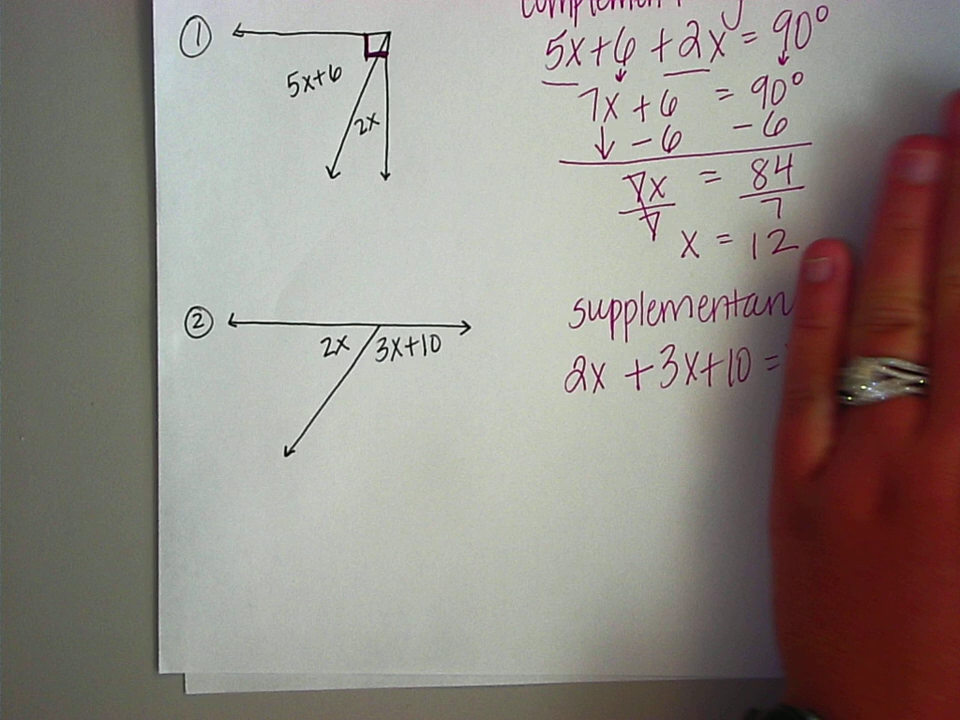 ①
5x+6
2x
5x+6+2x=90°
7x+6 = 90°
-6 -6
7x = 84
7 7
x = 12
②
2x 3x+10
2x +3x+10 =